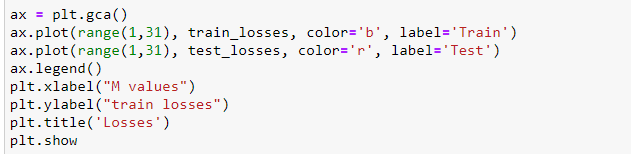 ax = plt.gca()
ax.plot(range(1,31), train_losses, color='b', label='Train')
ax.plot(range(1,31), test_losses, color='r', label='Test')
ax.legend()
plt.xlabel("M values")
plt.ylabel("train losses")
plt.title('Losses')
plt.show